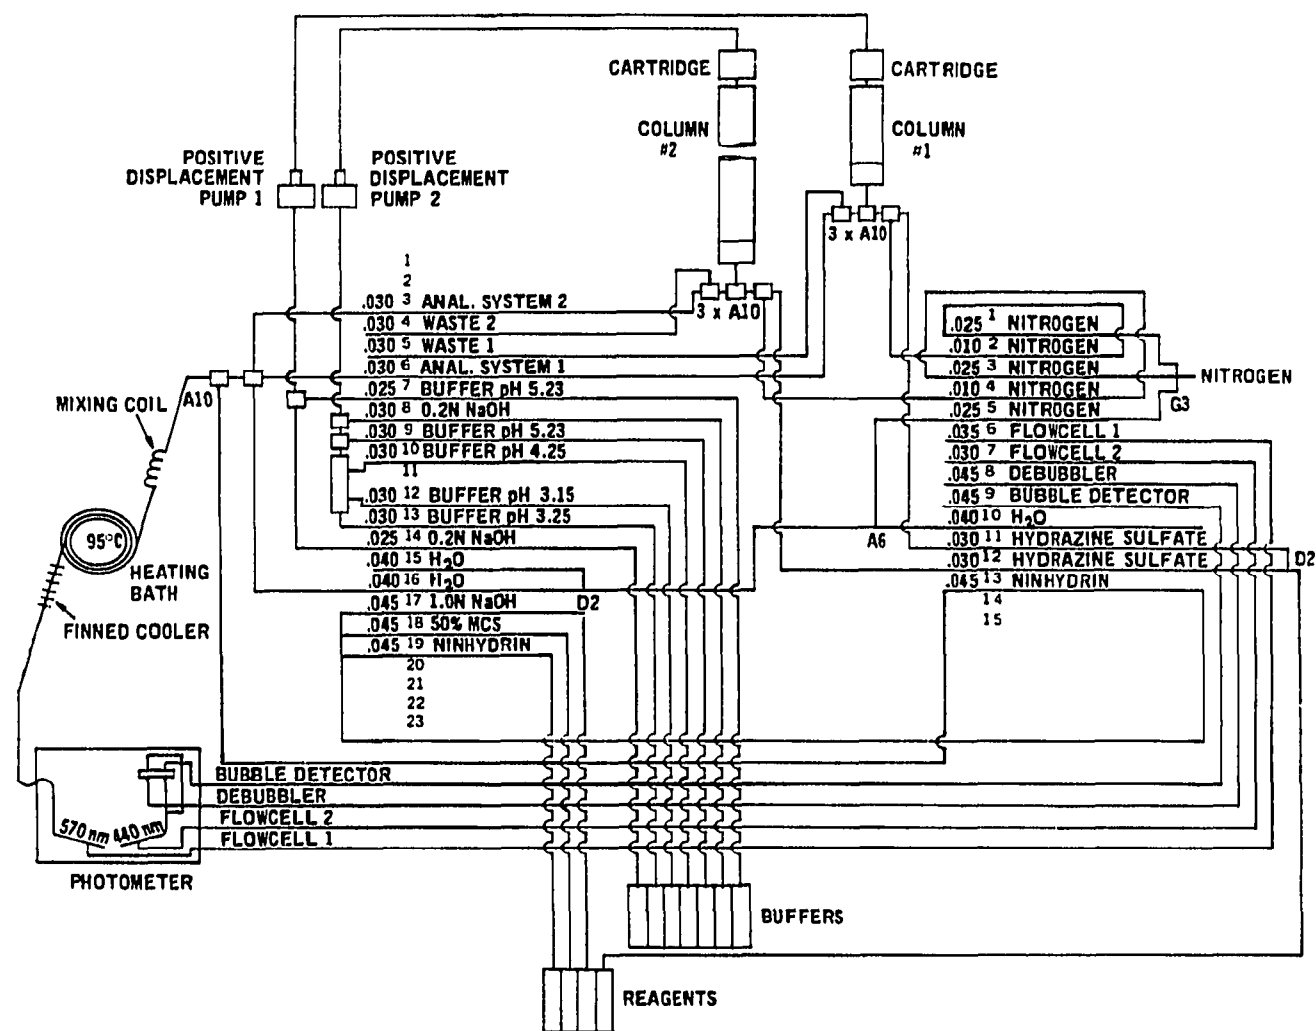 CARTRIDGE
CARTRIDGE
COLUMN
#2
COLUMN
#1
POSITIVE
DISPLACEMENT
PUMP 1
POSITIVE
DISPLACEMENT
PUMP 2
3 x A10
3 x A10
1
2
.030 3 ANAL. SYSTEM 2
.030 4 WASTE 2
.030 5 WASTE 1
.030 6 ANAL. SYSTEM 1
.025 7 BUFFER pH 5.23
.030 8 0.2N NaOH
.030 9 BUFFER pH 5.23
.030 10 BUFFER pH 4.25
11
.030 12 BUFFER pH 3.15
.030 13 BUFFER pH 3.25
.025 14 0.2N NaOH
.040 15 H2O
.040 16 H2O
.045 17 1.0N NaOH
.045 18 50% MCS
.045 19 NINHYDRIN
20
21
22
23
D2
.025 1 NITROGEN
.010 2 NITROGEN
.025 3 NITROGEN
.010 4 NITROGEN
.025 5 NITROGEN
.035 6 FLOWCELL 1
.030 7 FLOWCELL 2
.045 8 DEBUBBLER
.045 9 BUBBLE DETECTOR
.040 10 H2O
.030 11 HYDRAZINE SULFATE
.030 12 HYDRAZINE SULFATE
.045 13 NINHYDRIN
14
15
NITROGEN
G3
A6
D2
A10
MIXING COIL
95°C
HEATING
BATH
FINNED COOLER
BUBBLE DETECTOR
DEBUBBLER
FLOWCELL 2
FLOWCELL 1
570 nm
440 nm
PHOTOMETER
BUFFERS
REAGENTS